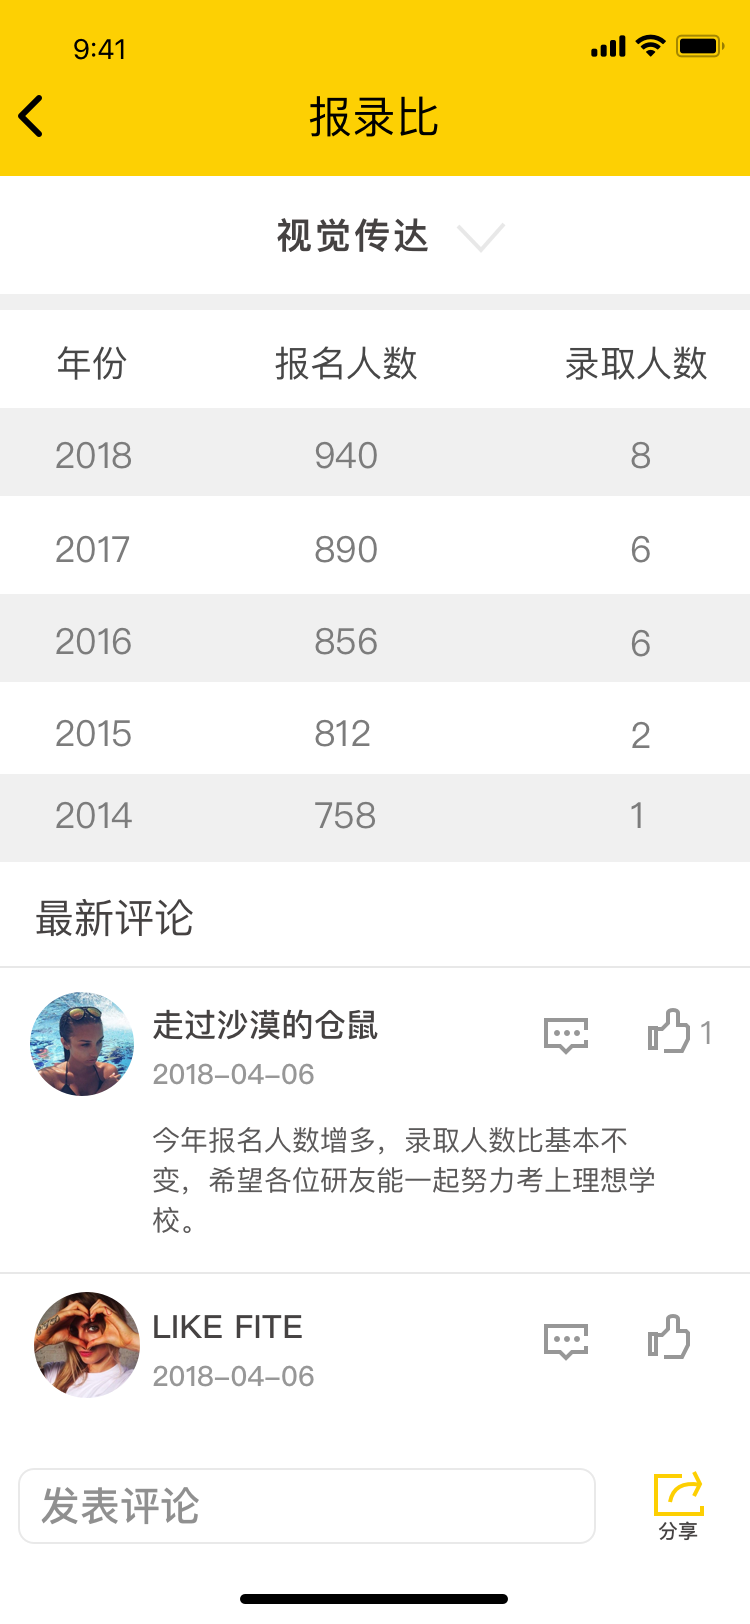 9:41
报录比
视觉传达
年份 报名人数 录取人数
2018 940 8
2017 890 6
2016 856 6
2015 812 2
2014 758 1
最新评论
走过沙漠的仓鼠
1
2018-04-06
今年报名人数增多，录取人数比基本不
变，希望各位研友能一起努力考上理想学
校。
LIKE FITE
2018-04-06
发表评论
分享